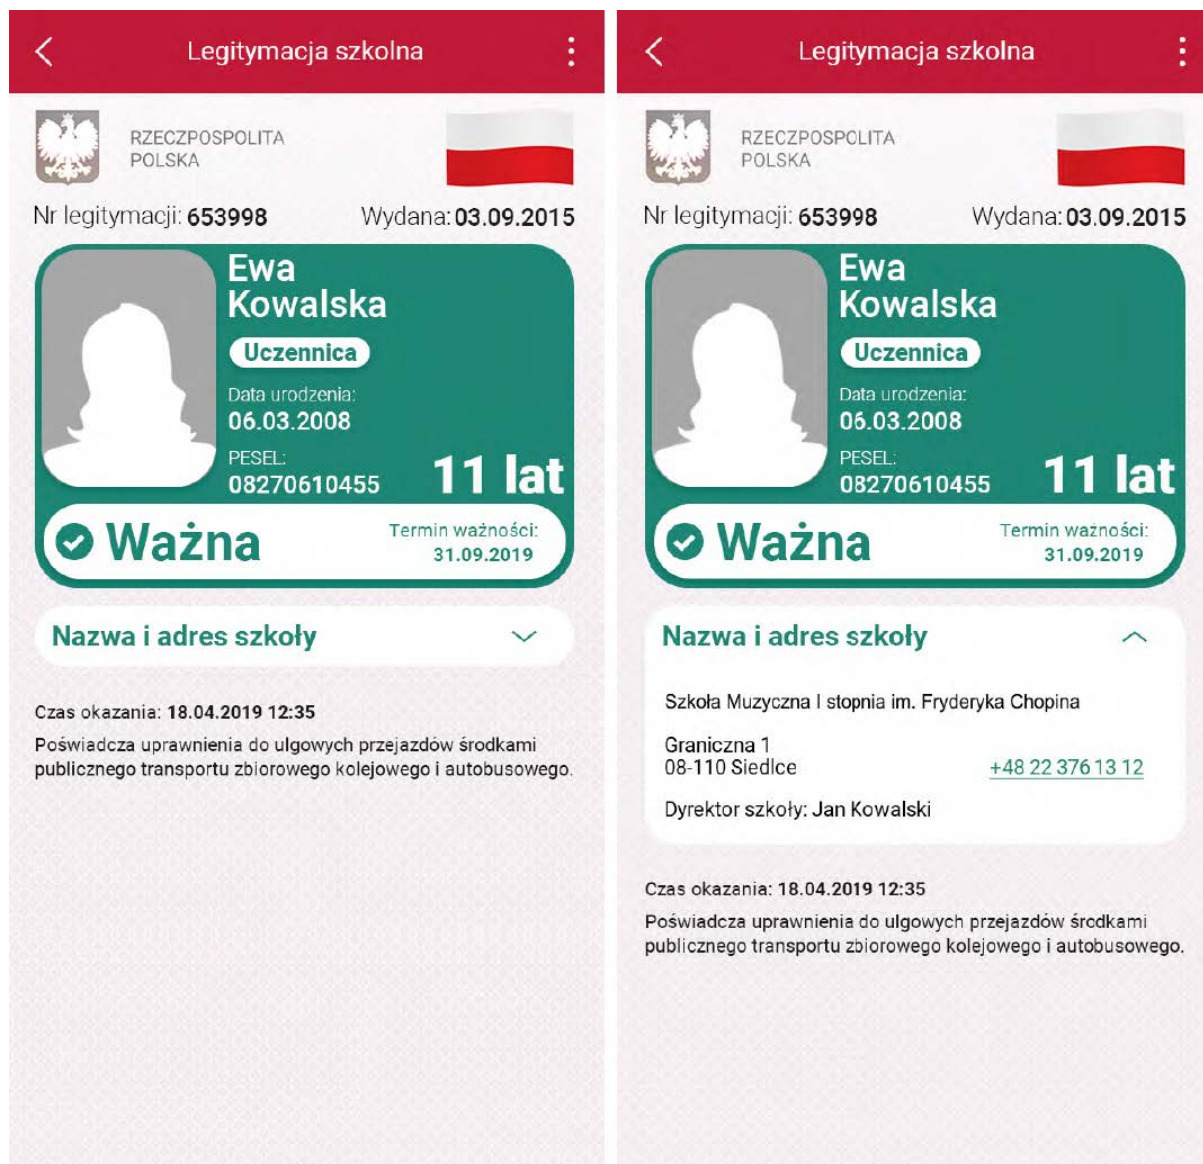 Legitymacja szkolna
RZECZPOSPOLITA
POLSKA
Nr legitymacji: 653998 Wydana: 03.09.2015
Ewa
Kowalska
Uczennica
Data urodzenia:
06.03.2008
PESEL:
08270610455
11 lat
Ważna
Termin ważności:
31.09.2019
Nazwa i adres szkoły
Czas okazania: 18.04.2019 12:35
Poświadcza uprawnienia do ulgowych przejazdów środkami
publicznego transportu zbiorowego kolejowego i autobusowego.
Legitymacja szkolna
RZECZPOSPOLITA
POLSKA
Nr legitymacji: 653998 Wydana: 03.09.2015
Ewa
Kowalska
Uczennica
Data urodzenia:
06.03.2008
PESEL:
08270610455
11 lat
Ważna
Termin ważności:
31.09.2019
Nazwa i adres szkoły
Szkoła Muzyczna I stopnia im. Fryderyka Chopina
Graniczna 1
08-110 Siedlce
+48 22 376 13 12
Dyrektor szkoły: Jan Kowalski
Czas okazania: 18.04.2019 12:35
Poświadcza uprawnienia do ulgowych przejazdów środkami
publicznego transportu zbiorowego kolejowego i autobusowego.